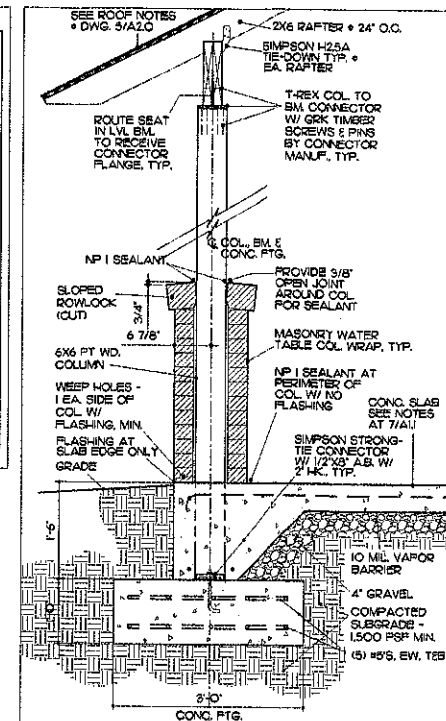 SEE ROOF NOTES
@ DWG. 5/A2.0
2X6 RAFTER @ 24" O.C.
SIMPSON H2.5A
TIE-DOWN TYP. @
EA. RAFTER
T-REX COL. TO
BM. CONNECTOR
W/ GRK TIMBER
SCREWS & PINS
BY CONNECTOR
MANUF., TYP.
ROUTE SEAT
IN LVL BM.
TO RECEIVE
CONNECTOR
FLANGE, TYP.
COL., BM. &
CONC. FTG.
NP 1 SEALANT
SLOPED
ROWLOCK
(CUT)
3/4"
6 7/8"
PROVIDE 3/8"
OPEN JOINT
AROUND COL.
FOR SEALANT
6X6 PT WD.
COLUMN
MASONRY WATER
TABLE COL. WRAP, TYP.
WEEP HOLES -
1 EA. SIDE OF
COL. W/
FLASHING, MIN.
NP 1 SEALANT AT
PERIMETER OF
COL. W/ NO
FLASHING
CONC. SLAB
SEE NOTES
AT 7/A1.1
FLASHING AT
SLAB EDGE ONLY
GRADE
SIMPSON STRONG-
TIE CONNECTOR
W/ 1/2"X8" A.B. W/
2" HK., TYP.
1'-6"
10 MIL. VAPOR
BARRIER
4" GRAVEL
COMPACTED
SUBGRADE -
1,500 PSF MIN.
(5) #5'S, EW, T&B
3'-0"
CONC. FTG.